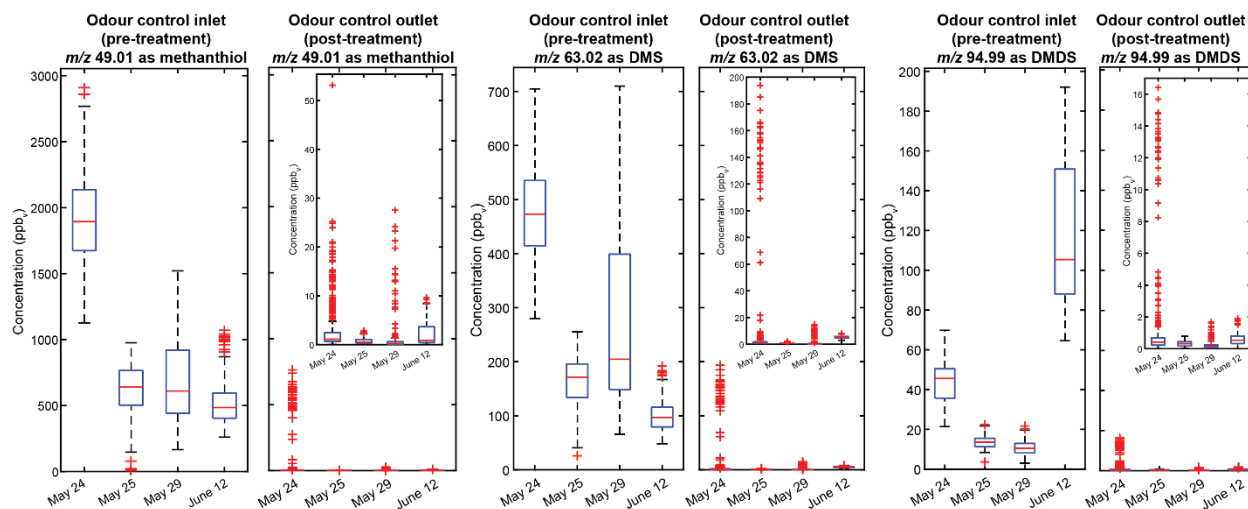 Odour control inlet
(pre-treatment)
m/z 49.01 as methanthiol
Concentration (ppbv)
3000
2500
2000
1500
1000
500
0
May 24
May 25
May 29
June 12
Odour control outlet
(post-treatment)
m/z 49.01 as methanthiol
Concentration (ppbv)
50
40
30
20
10
0
May 24
May 25
May 29
June 12
May 24
May 25
May 29
June 12
Odour control inlet
(pre-treatment)
m/z 63.02 as DMS
Concentration (ppbv)
700
600
500
400
300
200
100
0
May 24
May 25
May 29
June 12
Odour control outlet
(post-treatment)
m/z 63.02 as DMS
Concentration (ppbv)
200
180
160
140
120
100
80
60
40
20
0
May 24
May 25
May 29
June 12
May 24
May 25
May 29
June 12
Odour control inlet
(pre-treatment)
m/z 94.99 as DMDS
Concentration (ppbv)
200
180
160
140
120
100
80
60
40
20
0
May 24
May 25
May 29
June 12
Odour control outlet
(post-treatment)
m/z 94.99 as DMDS
Concentration (ppbv)
16
14
12
10
8
6
4
2
0
May 24
May 25
May 29
June 12
May 24
May 25
May 29
June 12